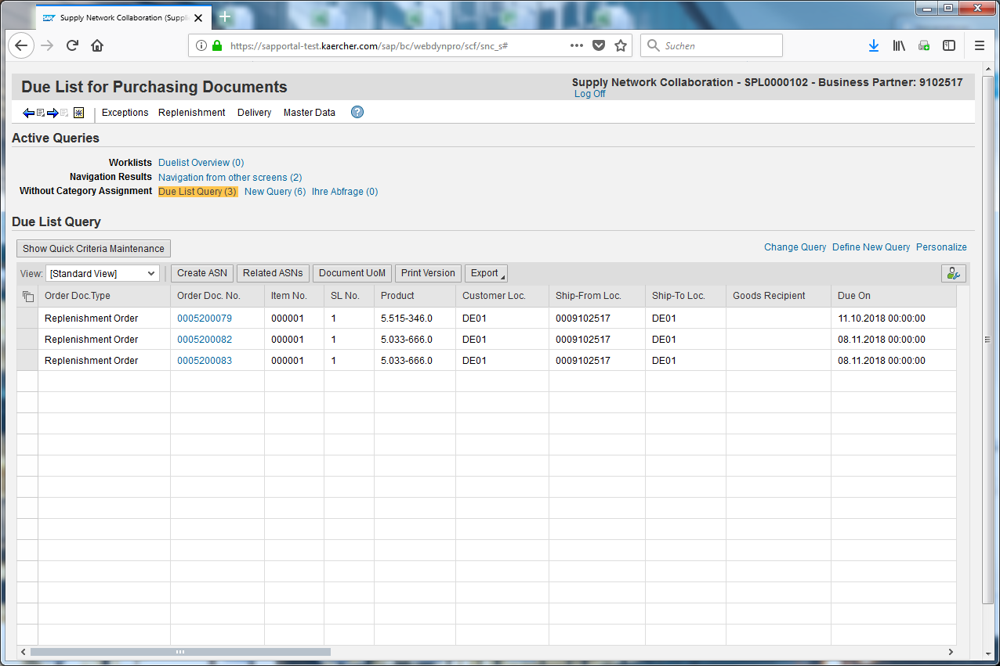 SAP Supply Network Collaboration (Suppl
https://sapportal-test.kaercher.com/sap/bc/webdynpro/scf/snc_s#
Suchen
Due List for Purchasing Documents
Supply Network Collaboration - SPL0000102 - Business Partner: 9102517
Log Off
Exceptions Replenishment Delivery Master Data ?
Active Queries
Worklists Duelist Overview (0)
Navigation Results Navigation from other screens (2)
Without Category Assignment Due List Query (3) New Query (6) Ihre Abfrage (0)
Due List Query
Show Quick Criteria Maintenance
Change Query Define New Query Personalize
View: [Standard View] Create ASN Related ASNs Document UoM Print Version Export
Order Doc.Type Order Doc. No. Item No. SL No. Product Customer Loc. Ship-From Loc. Ship-To Loc. Goods Recipient Due On
Replenishment Order 0005200079 000001 1 5.515-346.0 DE01 0009102517 DE01 11.10.2018 00:00:00
Replenishment Order 0005200082 000001 1 5.033-666.0 DE01 0009102517 DE01 08.11.2018 00:00:00
Replenishment Order 0005200083 000001 1 5.033-666.0 DE01 0009102517 DE01 08.11.2018 00:00:00